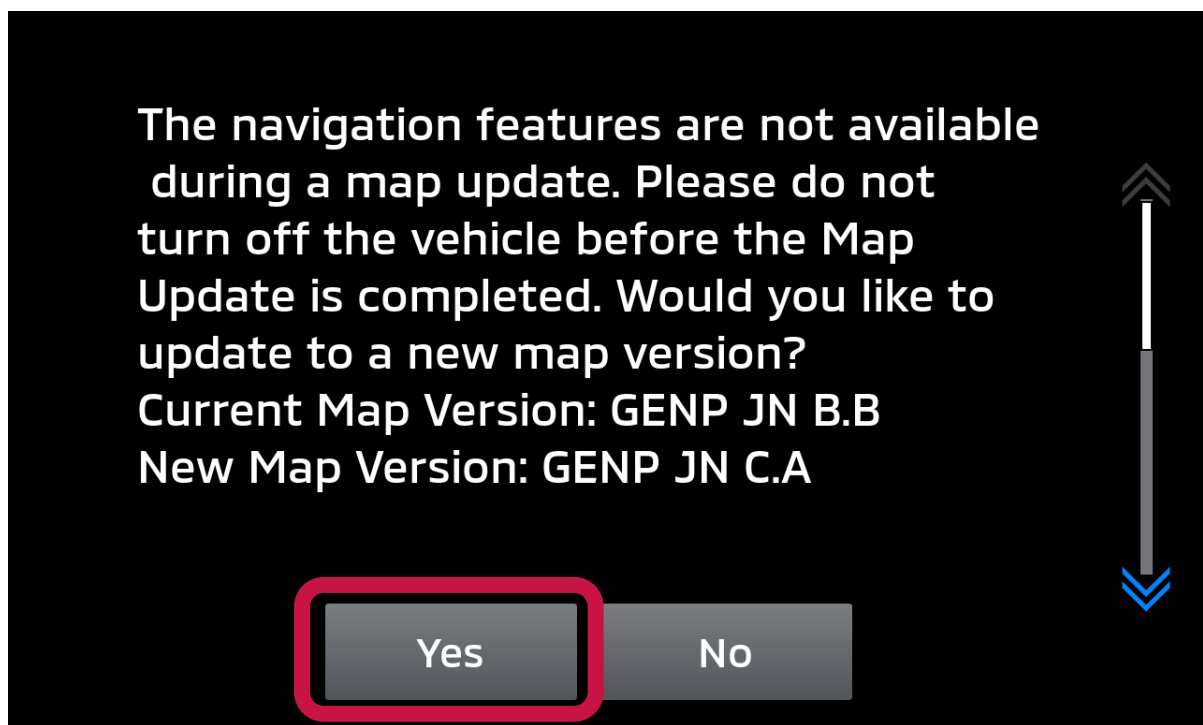 The navigation features are not available
during a map update. Please do not
turn off the vehicle before the Map
Update is completed. Would you like to
update to a new map version?
Current Map Version: GENP JN B.B
New Map Version: GENP JN C.A
Yes No